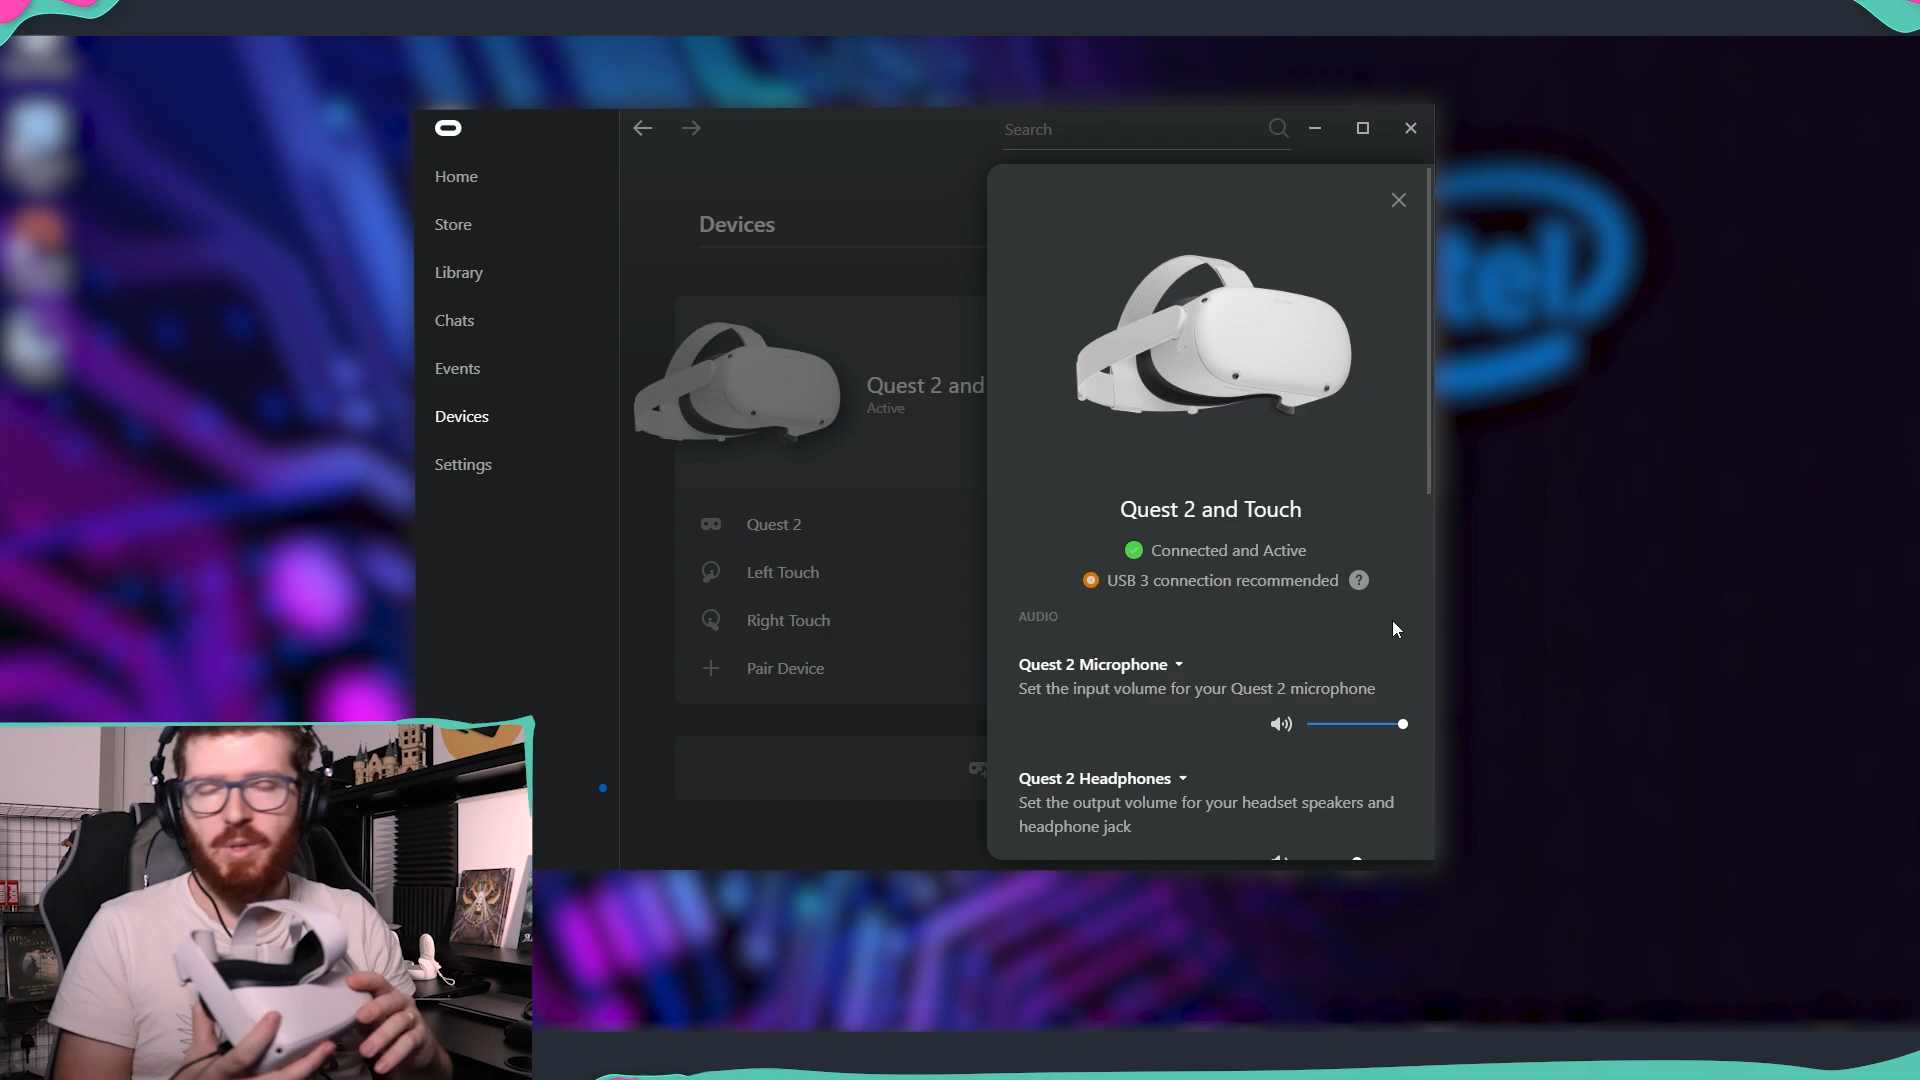 Search
Home
Store
Library
Chats
Events
Devices
Settings
Devices
Quest 2 and
Active
Quest 2
Left Touch
Right Touch
Pair Device
Quest 2 and Touch
Connected and Active
USB 3 connection recommended ?
AUDIO
Quest 2 Microphone
Set the input volume for your Quest 2 microphone
Quest 2 Headphones
Set the output volume for your headset speakers and
headphone jack
tel